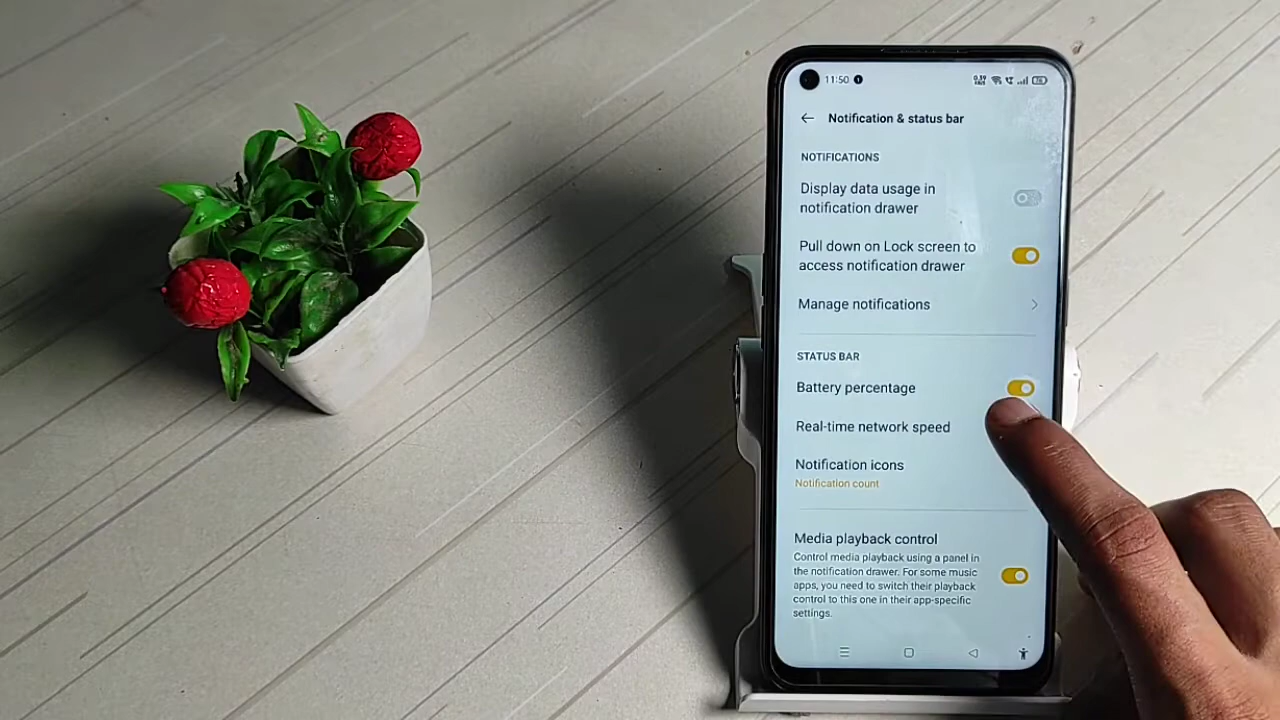 11:50
Notification & status bar
NOTIFICATIONS
Display data usage in
notification drawer
Pull down on Lock screen to
access notification drawer
Manage notifications
STATUS BAR
Battery percentage
Real-time network speed
Notification icons
Notification count
Media playback control
Control media playback using a panel in
the notification drawer. For some music
apps, you need to switch their playback
control to this one in their app-specific
settings.